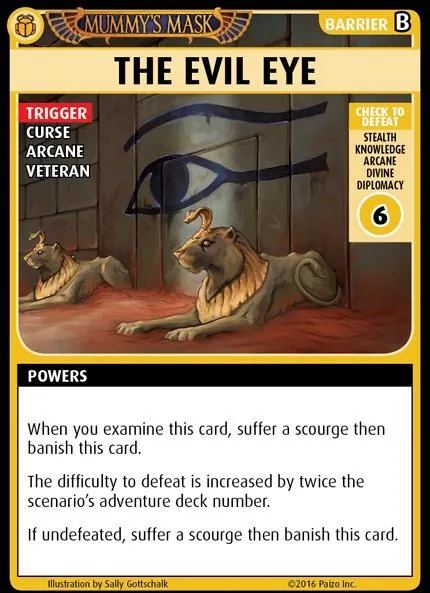 MUMMY'S MASK
BARRIER B
THE EVIL EYE
TRIGGER
CURSE
ARCANE
VETERAN
CHECK TO
DEFEAT
STEALTH
KNOWLEDGE
ARCANE
DIVINE
DIPLOMACY
6
POWERS
When you examine this card, suffer a scourge then
banish this card.
The difficulty to defeat is increased by twice the
scenario's adventure deck number.
If undefeated, suffer a scourge then banish this card.
Illustration by Sally Gottschalk
©2016 Paizo Inc.